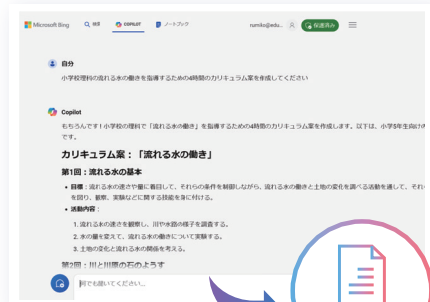 Microsoft Bing 検索 COPILOT ノートブック rumiko@edu... 保護済み
自分
小学校理科の流れる水の働きを指導するための4時間のカリキュラム案を作成してください
Copilot
もちろんです！小学校の理科で「流れる水の働き」を指導するための4時間のカリキュラム案を作成します。以下は、小学5年生向けの
です。
カリキュラム案：「流れる水の働き」
第1回：流れる水の基本
• 目標：流れる水の速さや量に着目して、それらの条件を制御しながら、流れる水の働きと土地の変化を調べる活動を通して、それら
を図り、観察、実験などに関する技能を身に付ける。
• 活動内容：
1. 流れる水の速さを観察し、川や水路の様子を調査する。
2. 水の量を変えて、流れる水の働きについて実験する。
3. 土地の変化と流れる水の関係を考える。
第2回：川と川原の石のようす
何でも聞いてください...